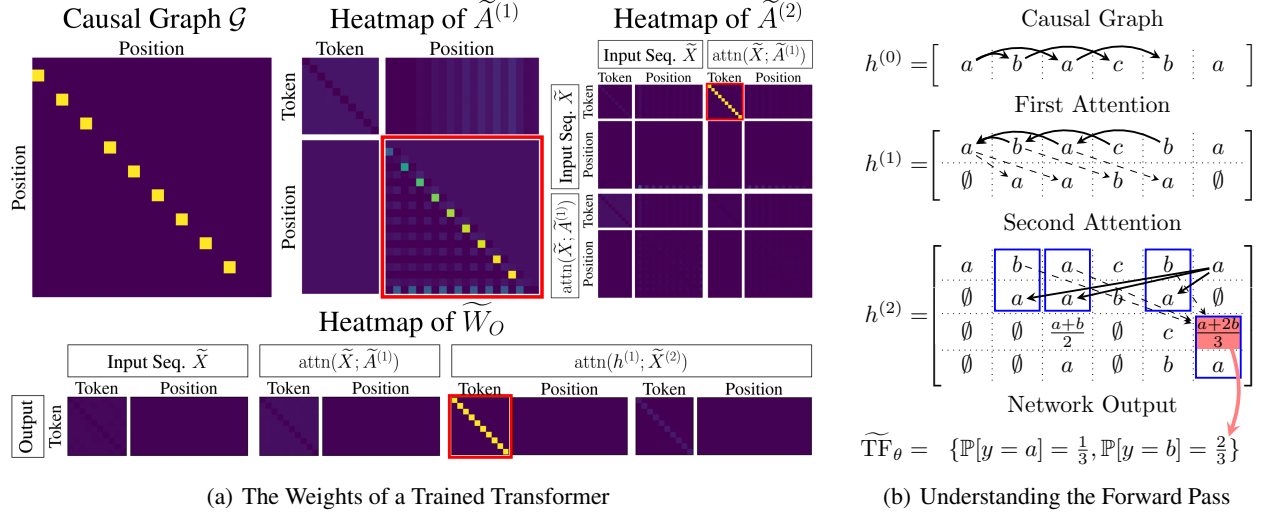 Causal Graph 𝒢
Position
Position
Heatmap of Ã⁽¹⁾
Token Position
Token
Position
Heatmap of Ã⁽²⁾
Input Seq. X̃ attn(X̃; Ã⁽¹⁾)
Token Position Token Position
Input Seq. X̃
Token
Position
attn(X̃; Ã⁽¹⁾)
Token
Position
Heatmap of W̃_O
Input Seq. X̃ attn(X̃; Ã⁽¹⁾) attn(h⁽¹⁾; X̃⁽²⁾)
Token Position Token Position Token Position Token Position
Output
Token
(a) The Weights of a Trained Transformer
Causal Graph
h⁽⁰⁾ = [ a b a c b a ]
First Attention
h⁽¹⁾ =
a b a c b a
∅ a a b a ∅
Second Attention
h⁽²⁾ =
a b a c b a
∅ a a b a ∅
∅ ∅ a+b/2 ∅ c a+2b/3
∅ ∅ a ∅ b a
Network Output
T̃F_θ = {ℙ[y = a] = 1/3, ℙ[y = b] = 2/3}
(b) Understanding the Forward Pass